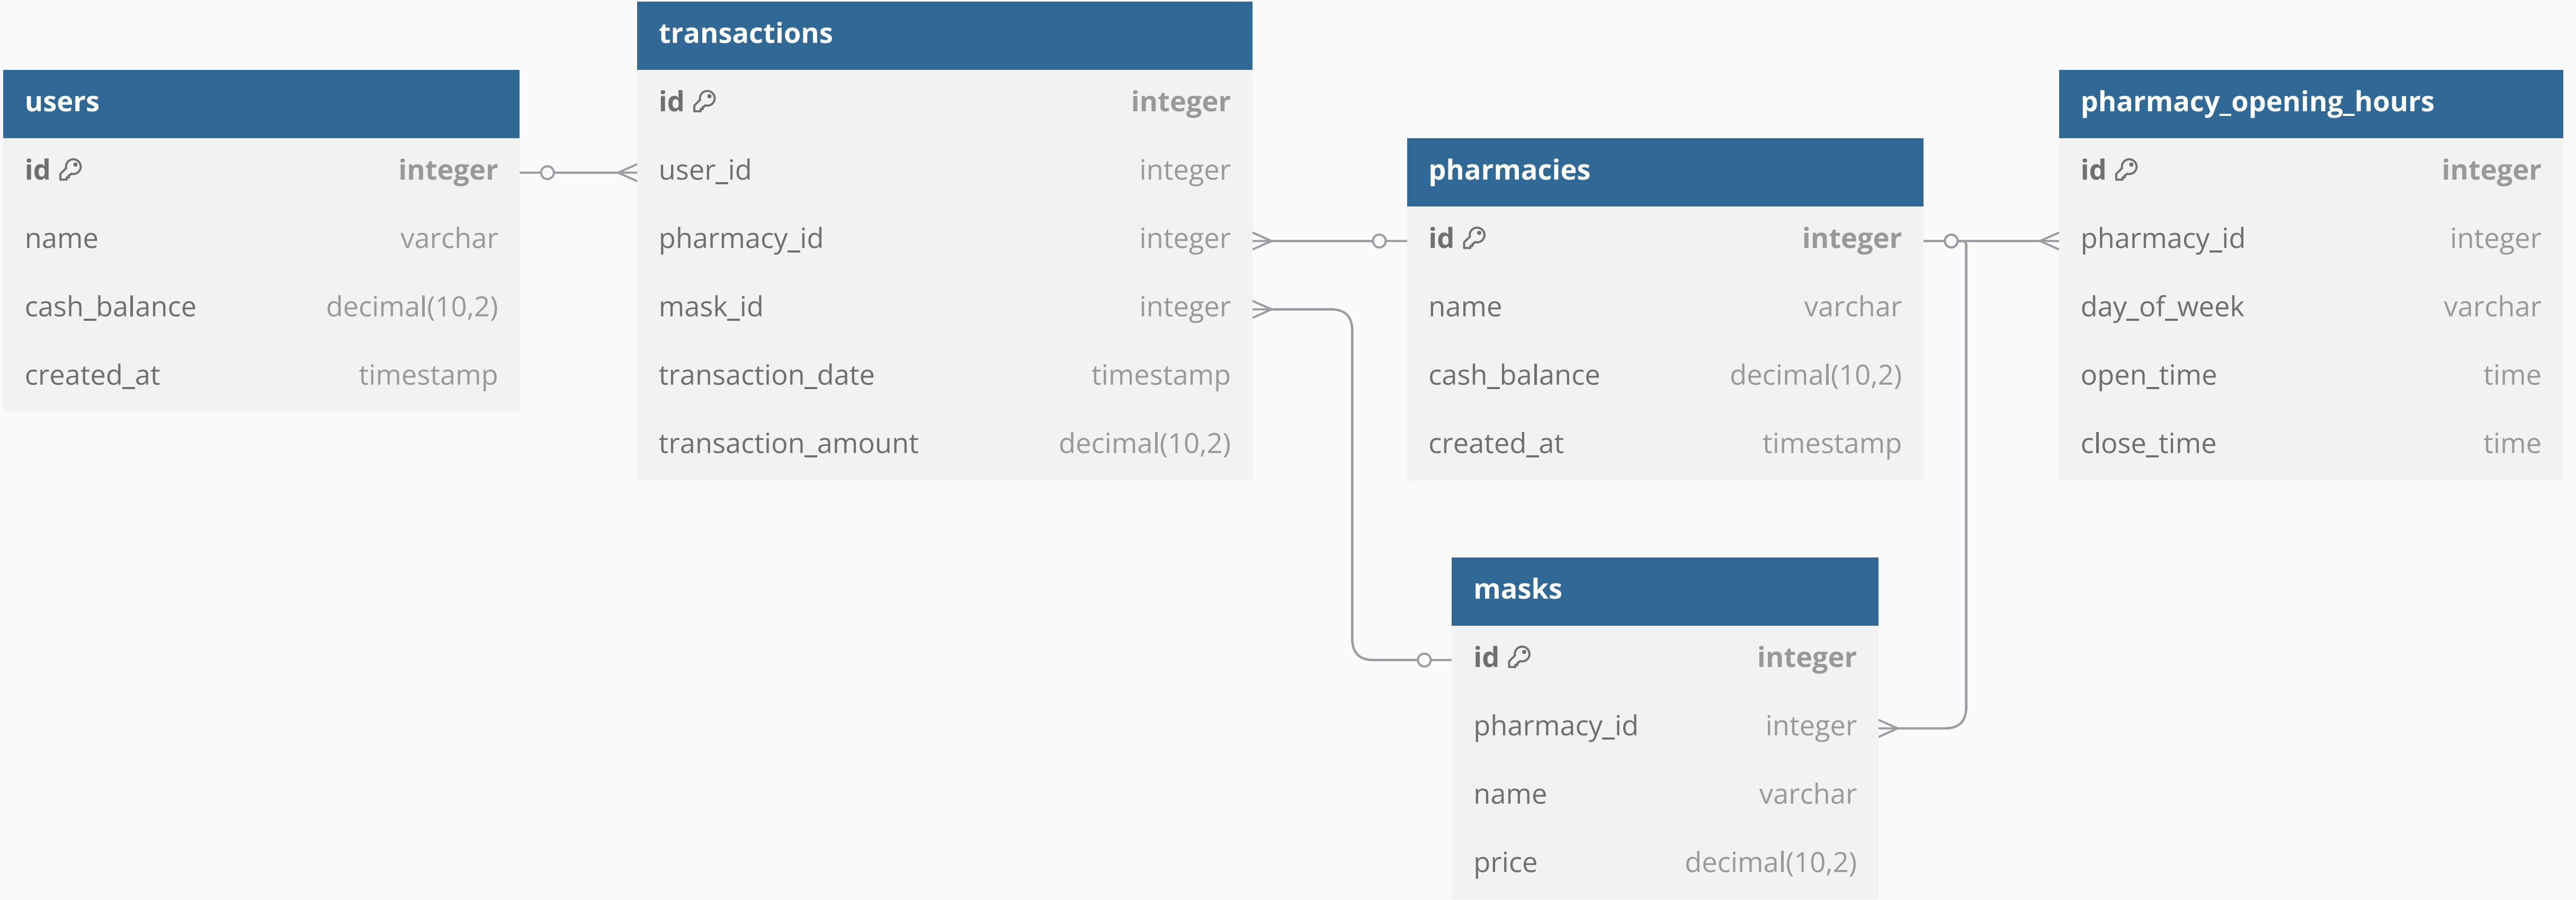 users
id integer
name varchar
cash_balance decimal(10,2)
created_at timestamp
transactions
id integer
user_id integer
pharmacy_id integer
mask_id integer
transaction_date timestamp
transaction_amount decimal(10,2)
pharmacies
id integer
name varchar
cash_balance decimal(10,2)
created_at timestamp
masks
id integer
pharmacy_id integer
name varchar
price decimal(10,2)
pharmacy_opening_hours
id integer
pharmacy_id integer
day_of_week varchar
open_time time
close_time time